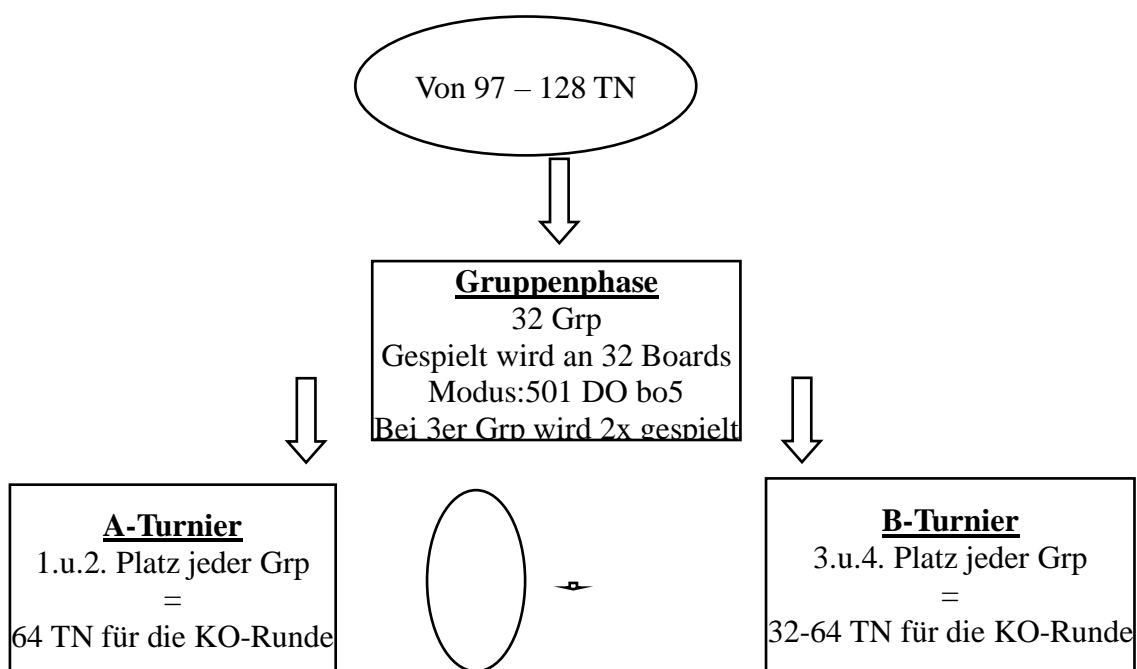 Von 97 – 128 TN
Gruppenphase
32 Grp
Gespielt wird an 32 Boards
Modus:501 DO bo5
Bei 3er Grp wird 2x gespielt
A-Turnier
1.u.2. Platz jeder Grp
=
64 TN für die KO-Runde
B-Turnier
3.u.4. Platz jeder Grp
=
32-64 TN für die KO-Runde